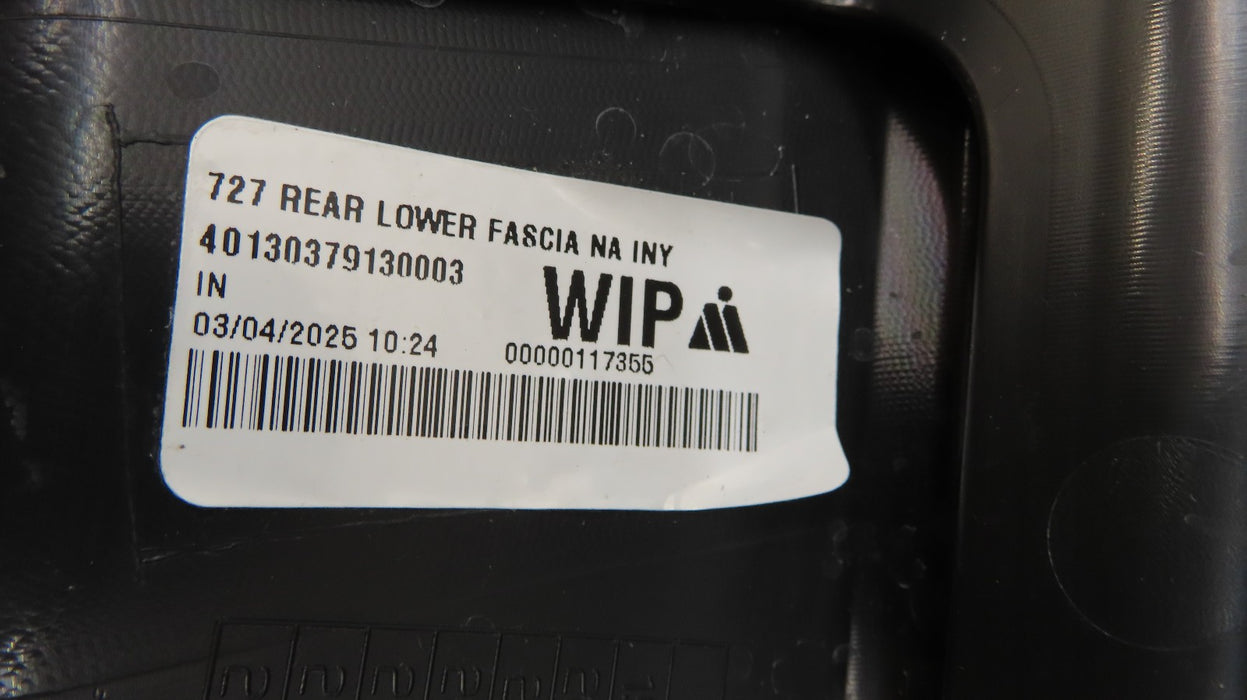 727 REAR LOWER FASCIA NA INY
40130379130003
IN
WIP
03/04/2025 10:24
00000117355